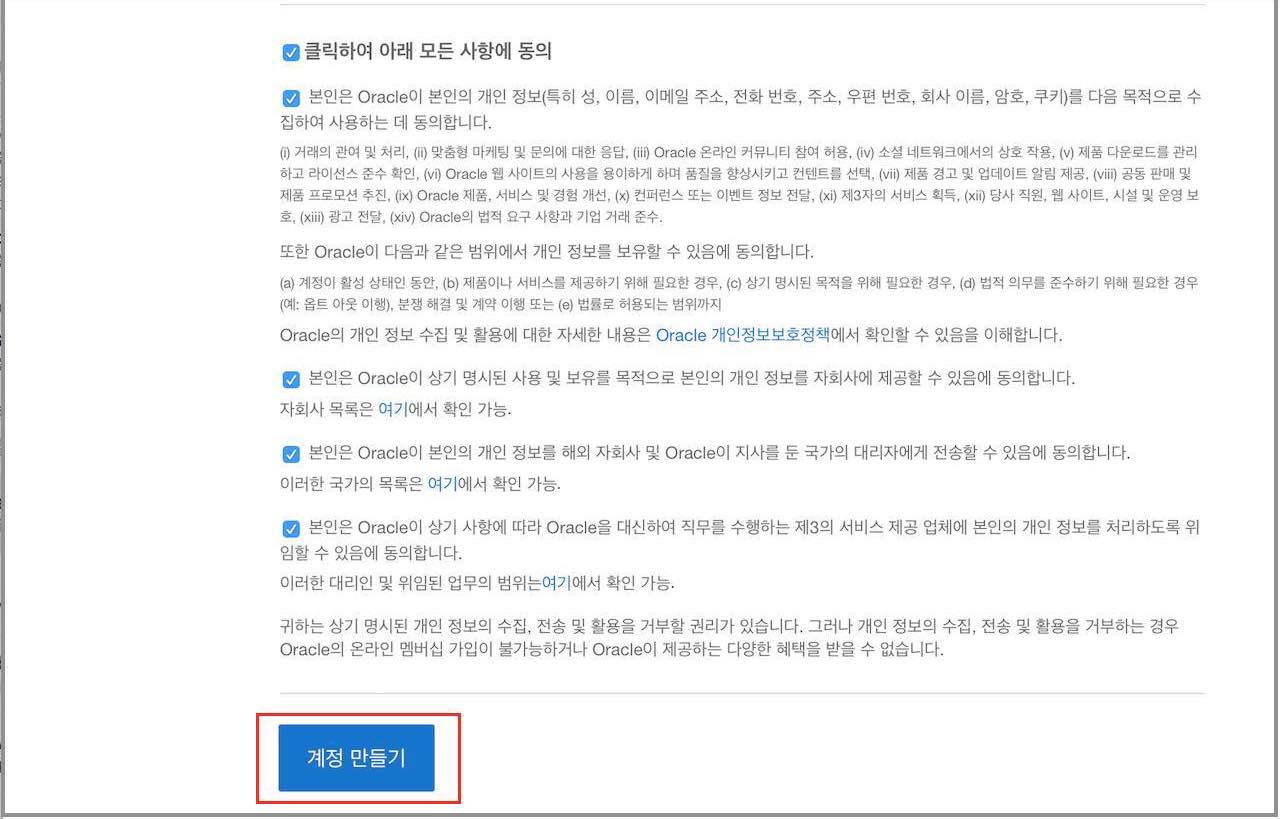 클릭하여 아래 모든 사항에 동의
본인은 Oracle이 본인의 개인 정보(특히 성, 이름, 이메일 주소, 전화 번호, 주소, 우편 번호, 회사 이름, 암호, 쿠키)를 다음 목적으로 수
집하여 사용하는 데 동의합니다.
(i) 거래의 관여 및 처리, (ii) 맞춤형 마케팅 및 문의에 대한 응답, (iii) Oracle 온라인 커뮤니티 참여 허용, (iv) 소셜 네트워크에서의 상호 작용, (v) 제품 다운로드를 관리
하고 라이선스 준수 확인, (vi) Oracle 웹 사이트의 사용을 용이하게 하며 품질을 향상시키고 컨텐트를 선택, (vii) 제품 경고 및 업데이트 알림 제공, (viii) 공동 판매 및
제품 프로모션 추진, (ix) Oracle 제품, 서비스 및 경험 개선, (x) 컨퍼런스 또는 이벤트 정보 전달, (xi) 제3자의 서비스 획득, (xii) 당사 직원, 웹 사이트, 시설 및 운영 보
호, (xiii) 광고 전달, (xiv) Oracle의 법적 요구 사항과 기업 거래 준수.
또한 Oracle이 다음과 같은 범위에서 개인 정보를 보유할 수 있음에 동의합니다.
(a) 계정이 활성 상태인 동안, (b) 제품이나 서비스를 제공하기 위해 필요한 경우, (c) 상기 명시된 목적을 위해 필요한 경우, (d) 법적 의무를 준수하기 위해 필요한 경우
(예: 옵트 아웃 이행), 분쟁 해결 및 계약 이행 또는 (e) 법률로 허용되는 범위까지
Oracle의 개인 정보 수집 및 활용에 대한 자세한 내용은 Oracle 개인정보보호정책에서 확인할 수 있음을 이해합니다.
본인은 Oracle이 상기 명시된 사용 및 보유를 목적으로 본인의 개인 정보를 자회사에 제공할 수 있음에 동의합니다.
자회사 목록은 여기에서 확인 가능.
본인은 Oracle이 본인의 개인 정보를 해외 자회사 및 Oracle이 지사를 둔 국가의 대리자에게 전송할 수 있음에 동의합니다.
이러한 국가의 목록은 여기에서 확인 가능.
본인은 Oracle이 상기 사항에 따라 Oracle을 대신하여 직무를 수행하는 제3의 서비스 제공 업체에 본인의 개인 정보를 처리하도록 위
임할 수 있음에 동의합니다.
이러한 대리인 및 위임된 업무의 범위는여기에서 확인 가능.
귀하는 상기 명시된 개인 정보의 수집, 전송 및 활용을 거부할 권리가 있습니다. 그러나 개인 정보의 수집, 전송 및 활용을 거부하는 경우
Oracle의 온라인 멤버십 가입이 불가능하거나 Oracle이 제공하는 다양한 혜택을 받을 수 없습니다.
계정 만들기